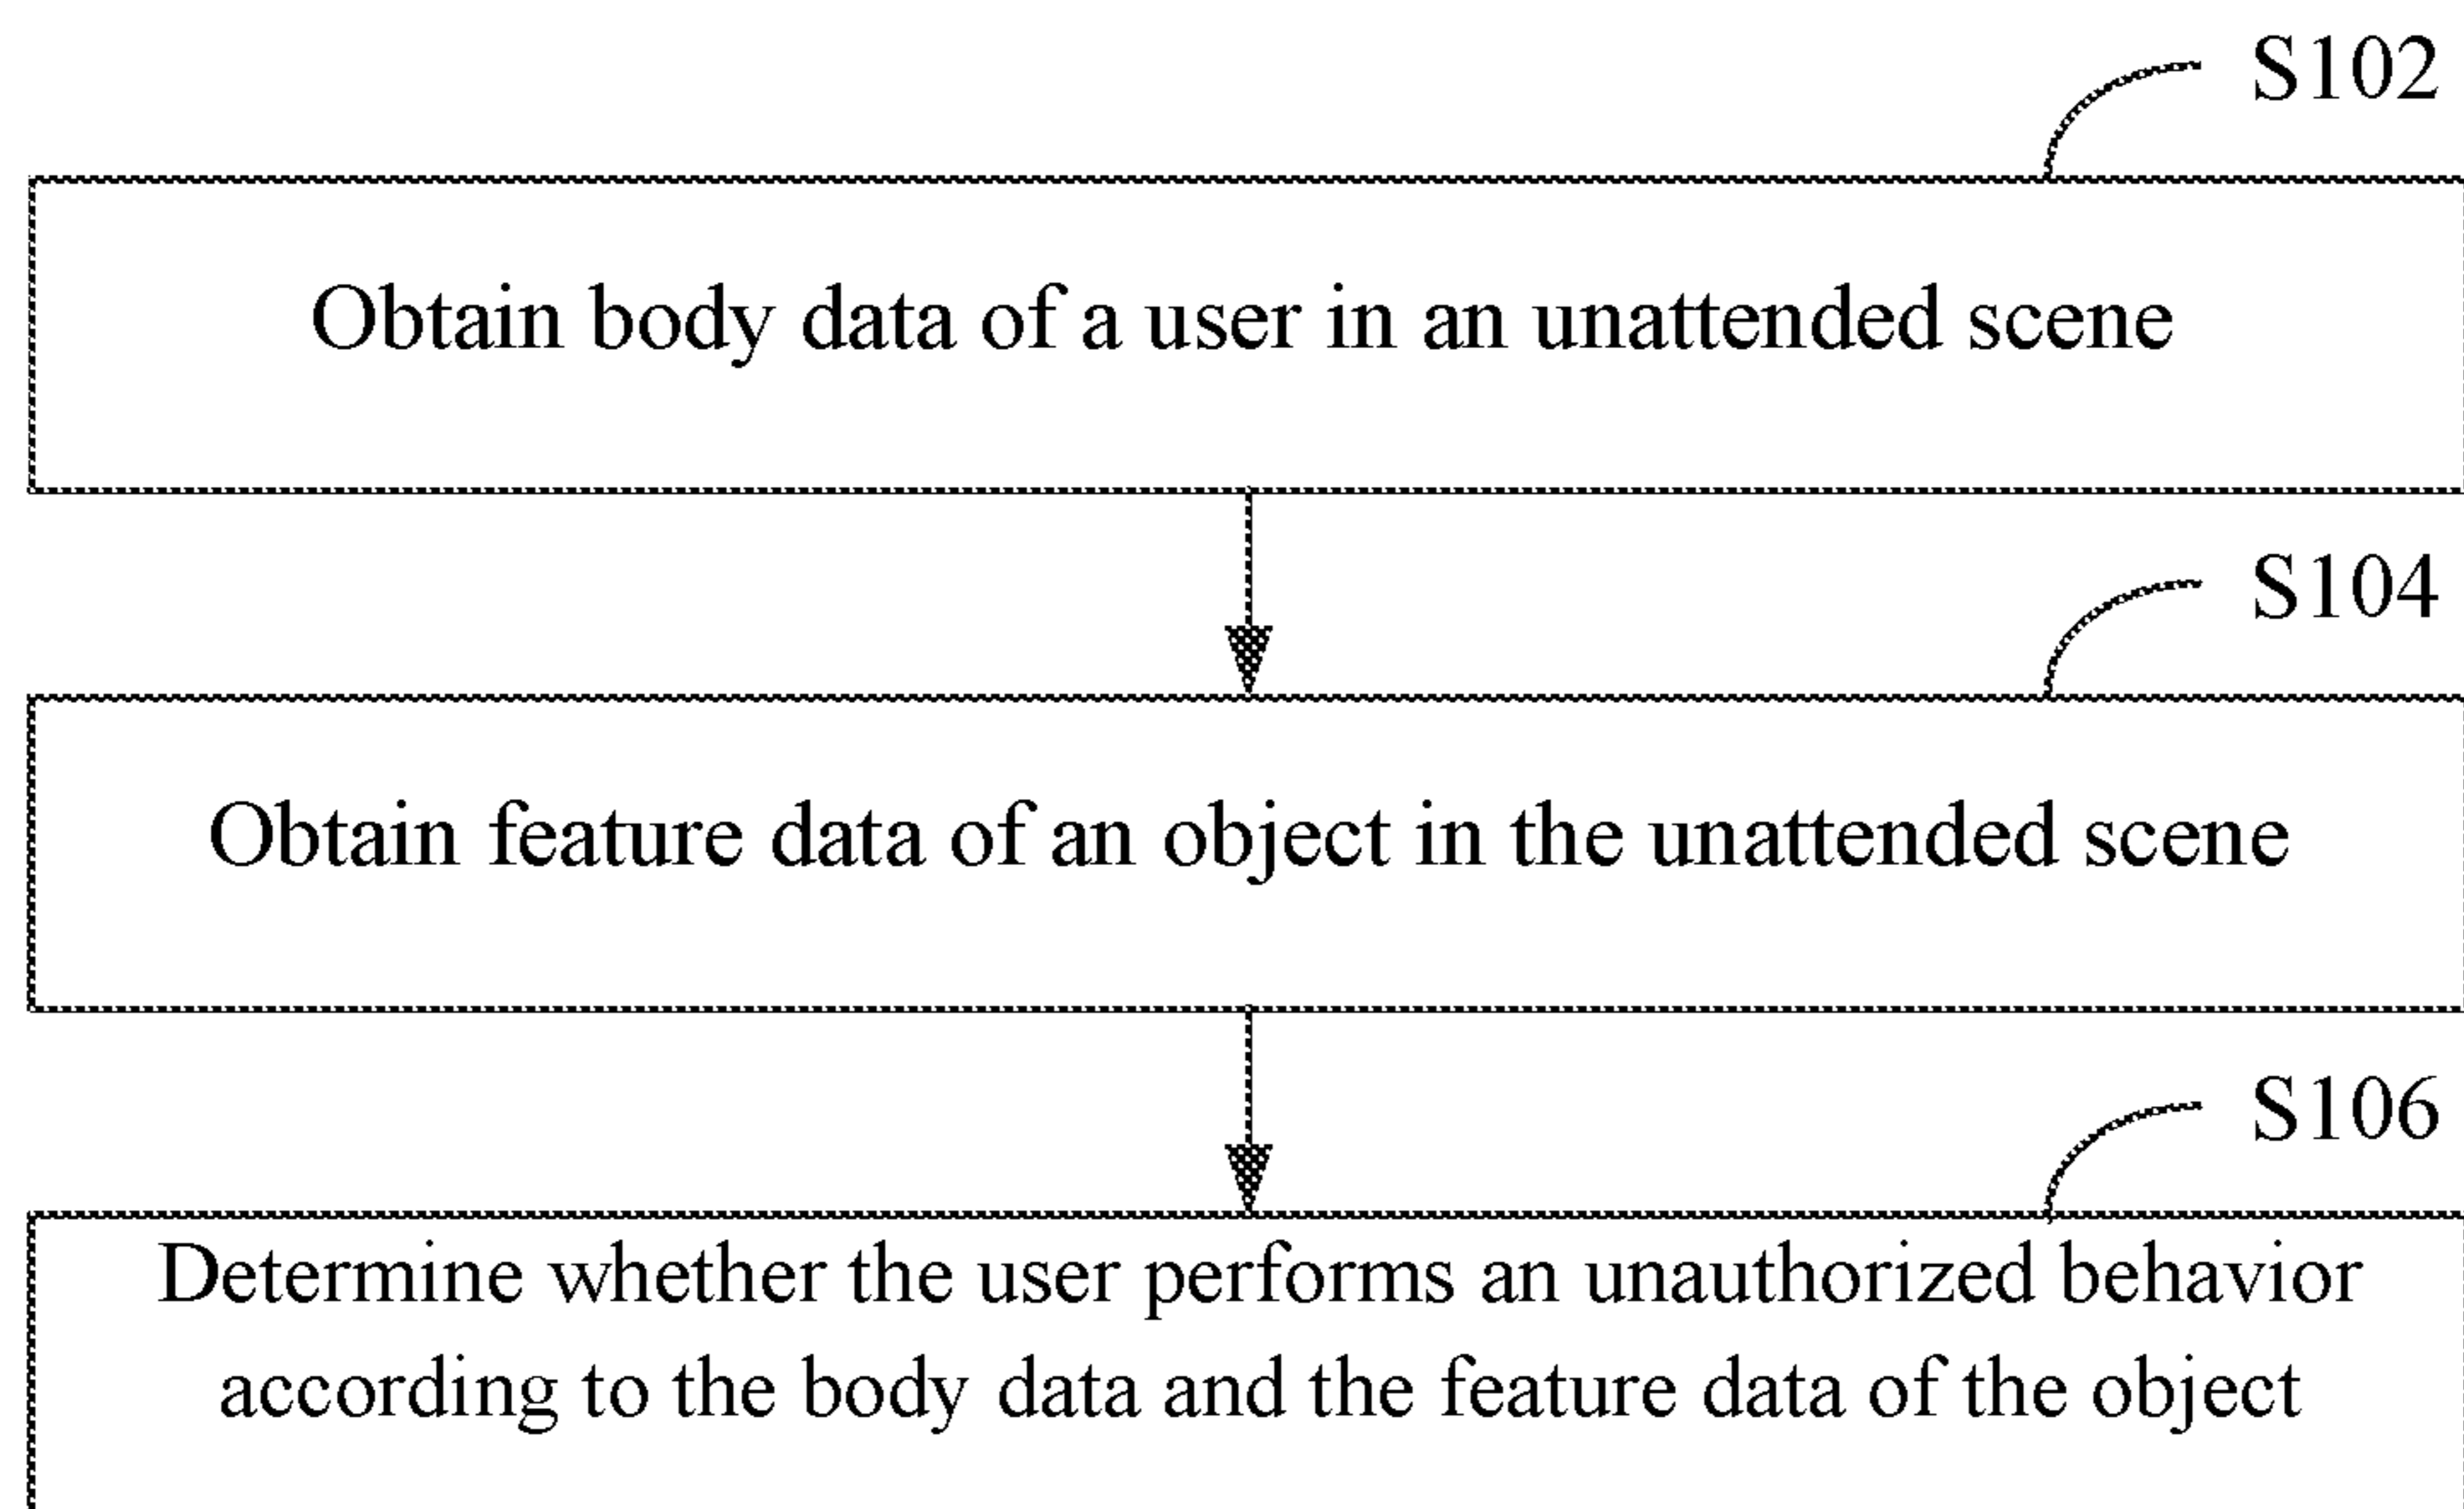 S102
Obtain body data of a user in an unattended scene
S104
Obtain feature data of an object in the unattended scene
S106
Determine whether the user performs an unauthorized behavior
according to the body data and the feature data of the object